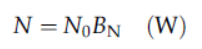 N = N₀B_N (W)